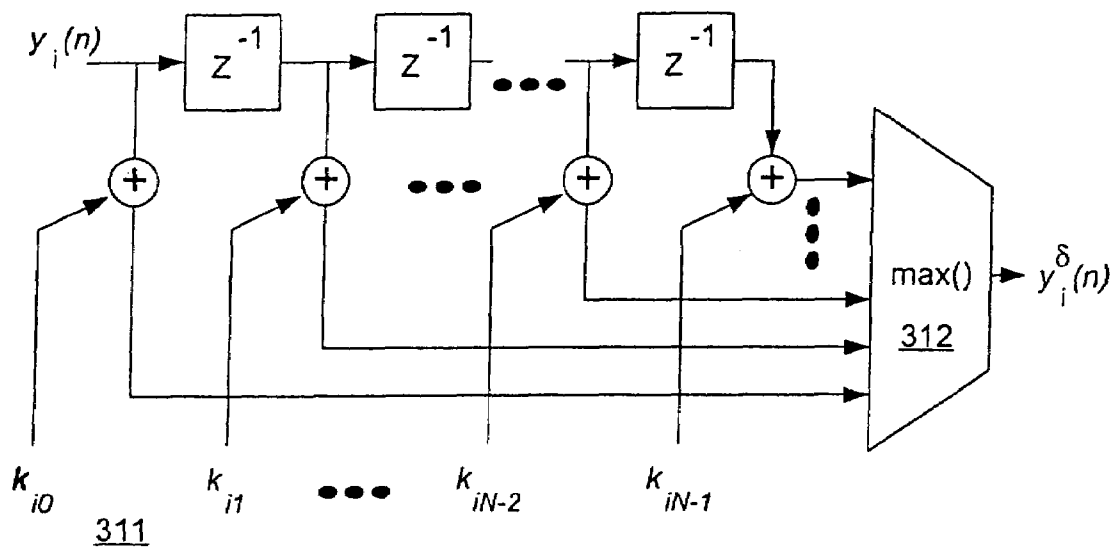 y_i(n)
z^-1
z^-1
z^-1
+
+
+
+
max()
312
y_i^δ(n)
k_i0
k_i1
k_iN-2
k_iN-1
311